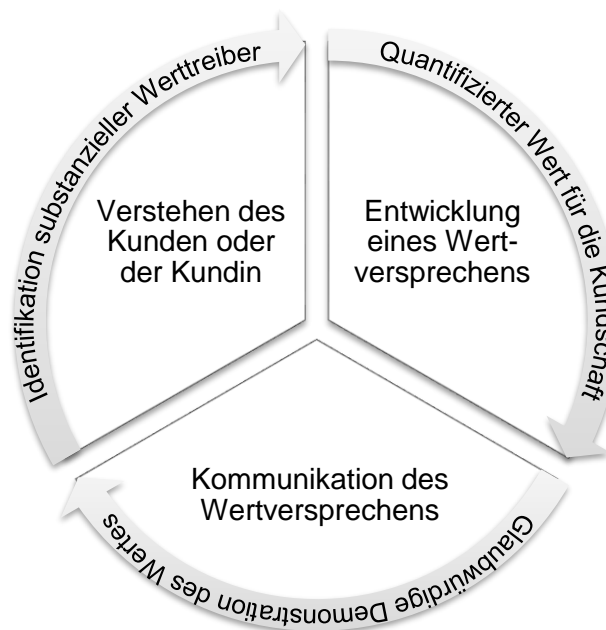 Identifikation substanzieller Werttreiber
Quantifizierter Wert für die Kundschaft
Verstehen des
Kunden oder
der Kundin
Entwicklung
eines Wert-
versprechens
Kommunikation des
Wertversprechens
Glaubwürdige Demonstration des Wertes